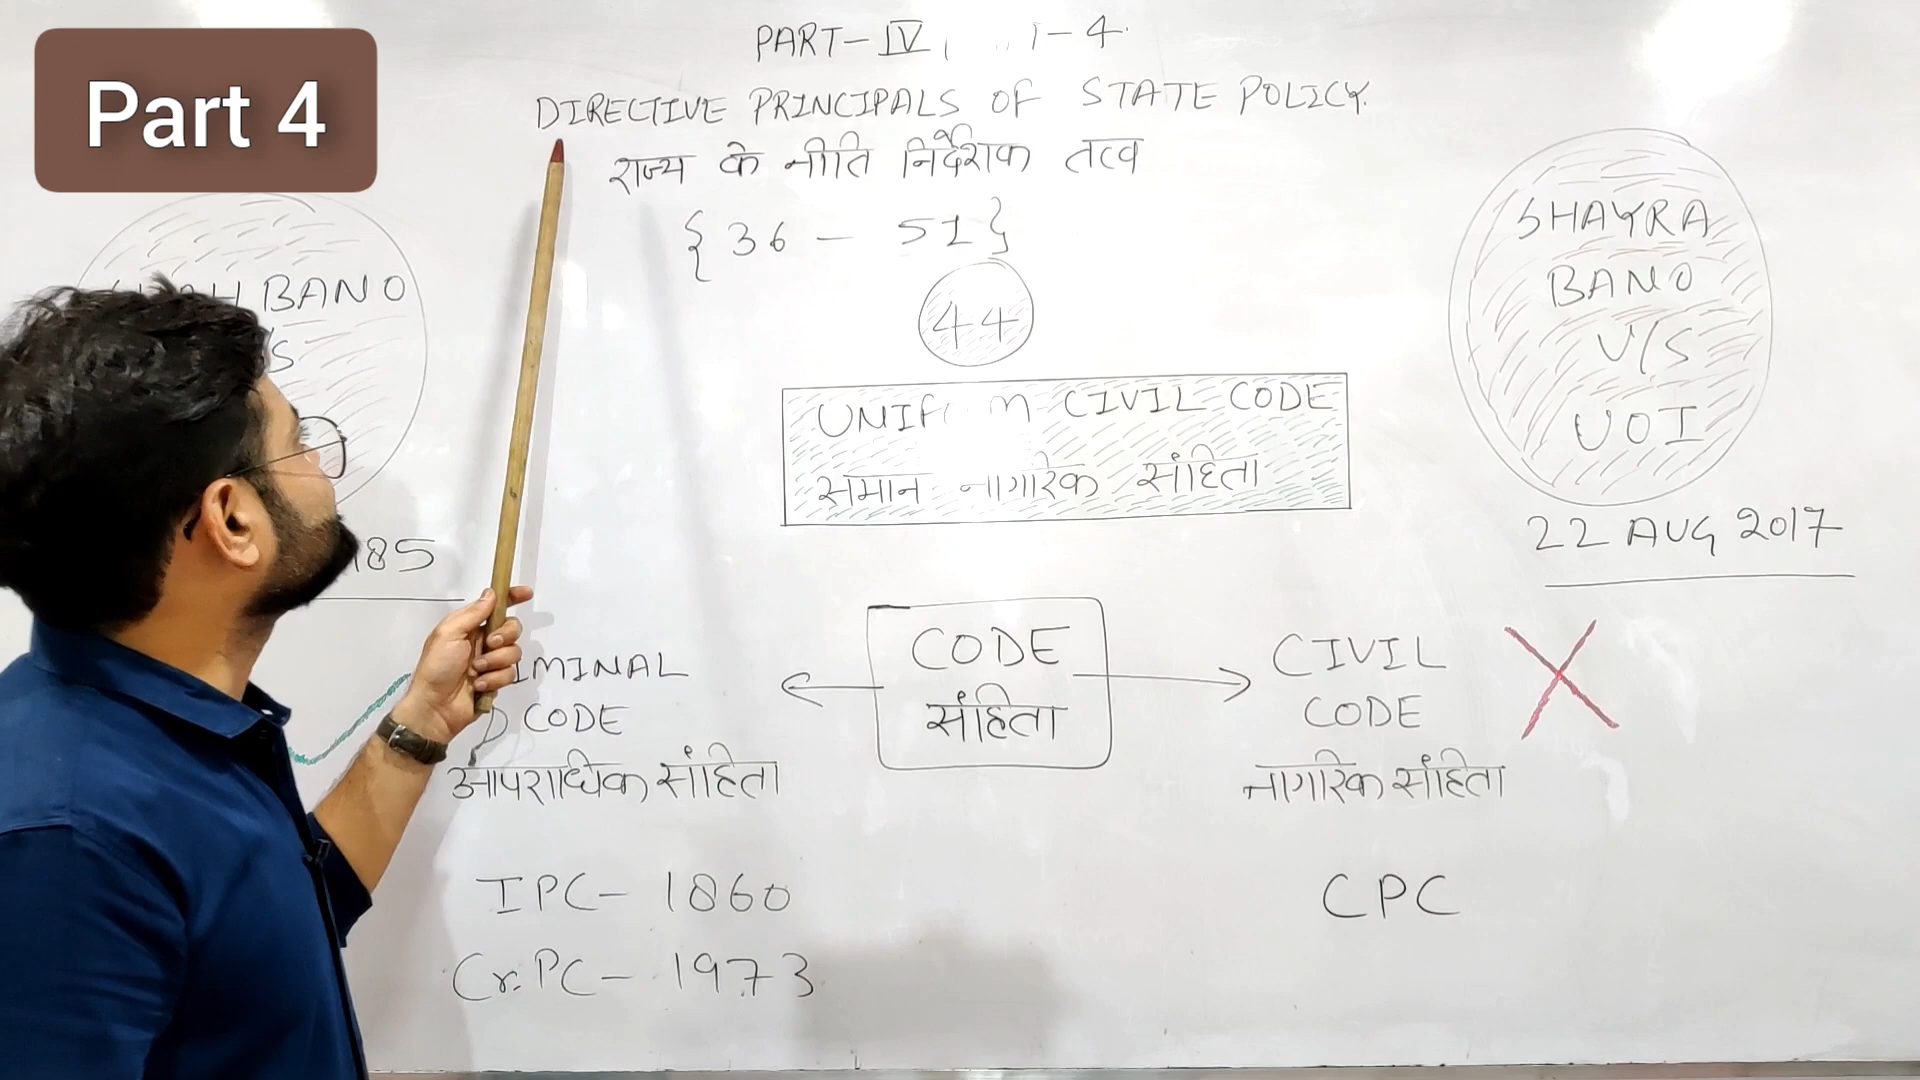 Part 4
PART-IV
DIRECTIVE PRINCIPALS OF STATE POLICY.
राज्य के नीति निर्देशक तत्व
{36 - 51}
44
UNIF M CIVIL CODE
समान नागरिक संहिता
BANO
SHAYRA
BANO
V/S
UOI
22 AUG 2017
CODE
CODE
संहिता
आपराधिक संहिता
CIVIL
CODE
नागरिक संहिता
IPC- 1860
Cr.PC- 1973
CPC